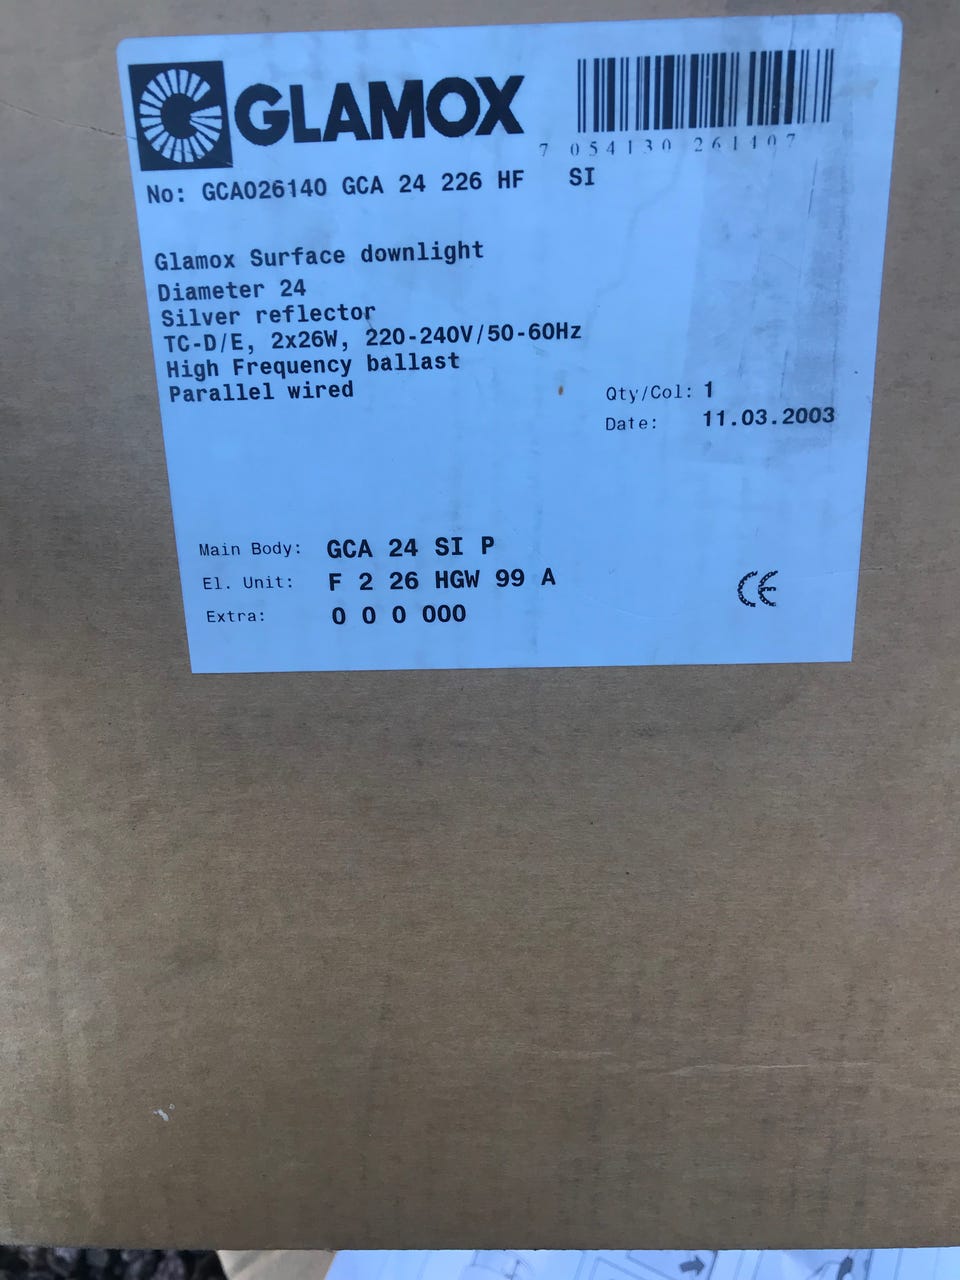 GLAMOX
7 054130 261407
No: GCA026140 GCA 24 226 HF SI
Glamox Surface downlight
Diameter 24
Silver reflector
TC-D/E, 2x26W, 220-240V/50-60Hz
High Frequency ballast
Parallel wired
Qty/Col: 1
Date: 11.03.2003
Main Body: GCA 24 SI P
El. Unit: F 2 26 HGW 99 A
Extra: 0 0 0 000
CE